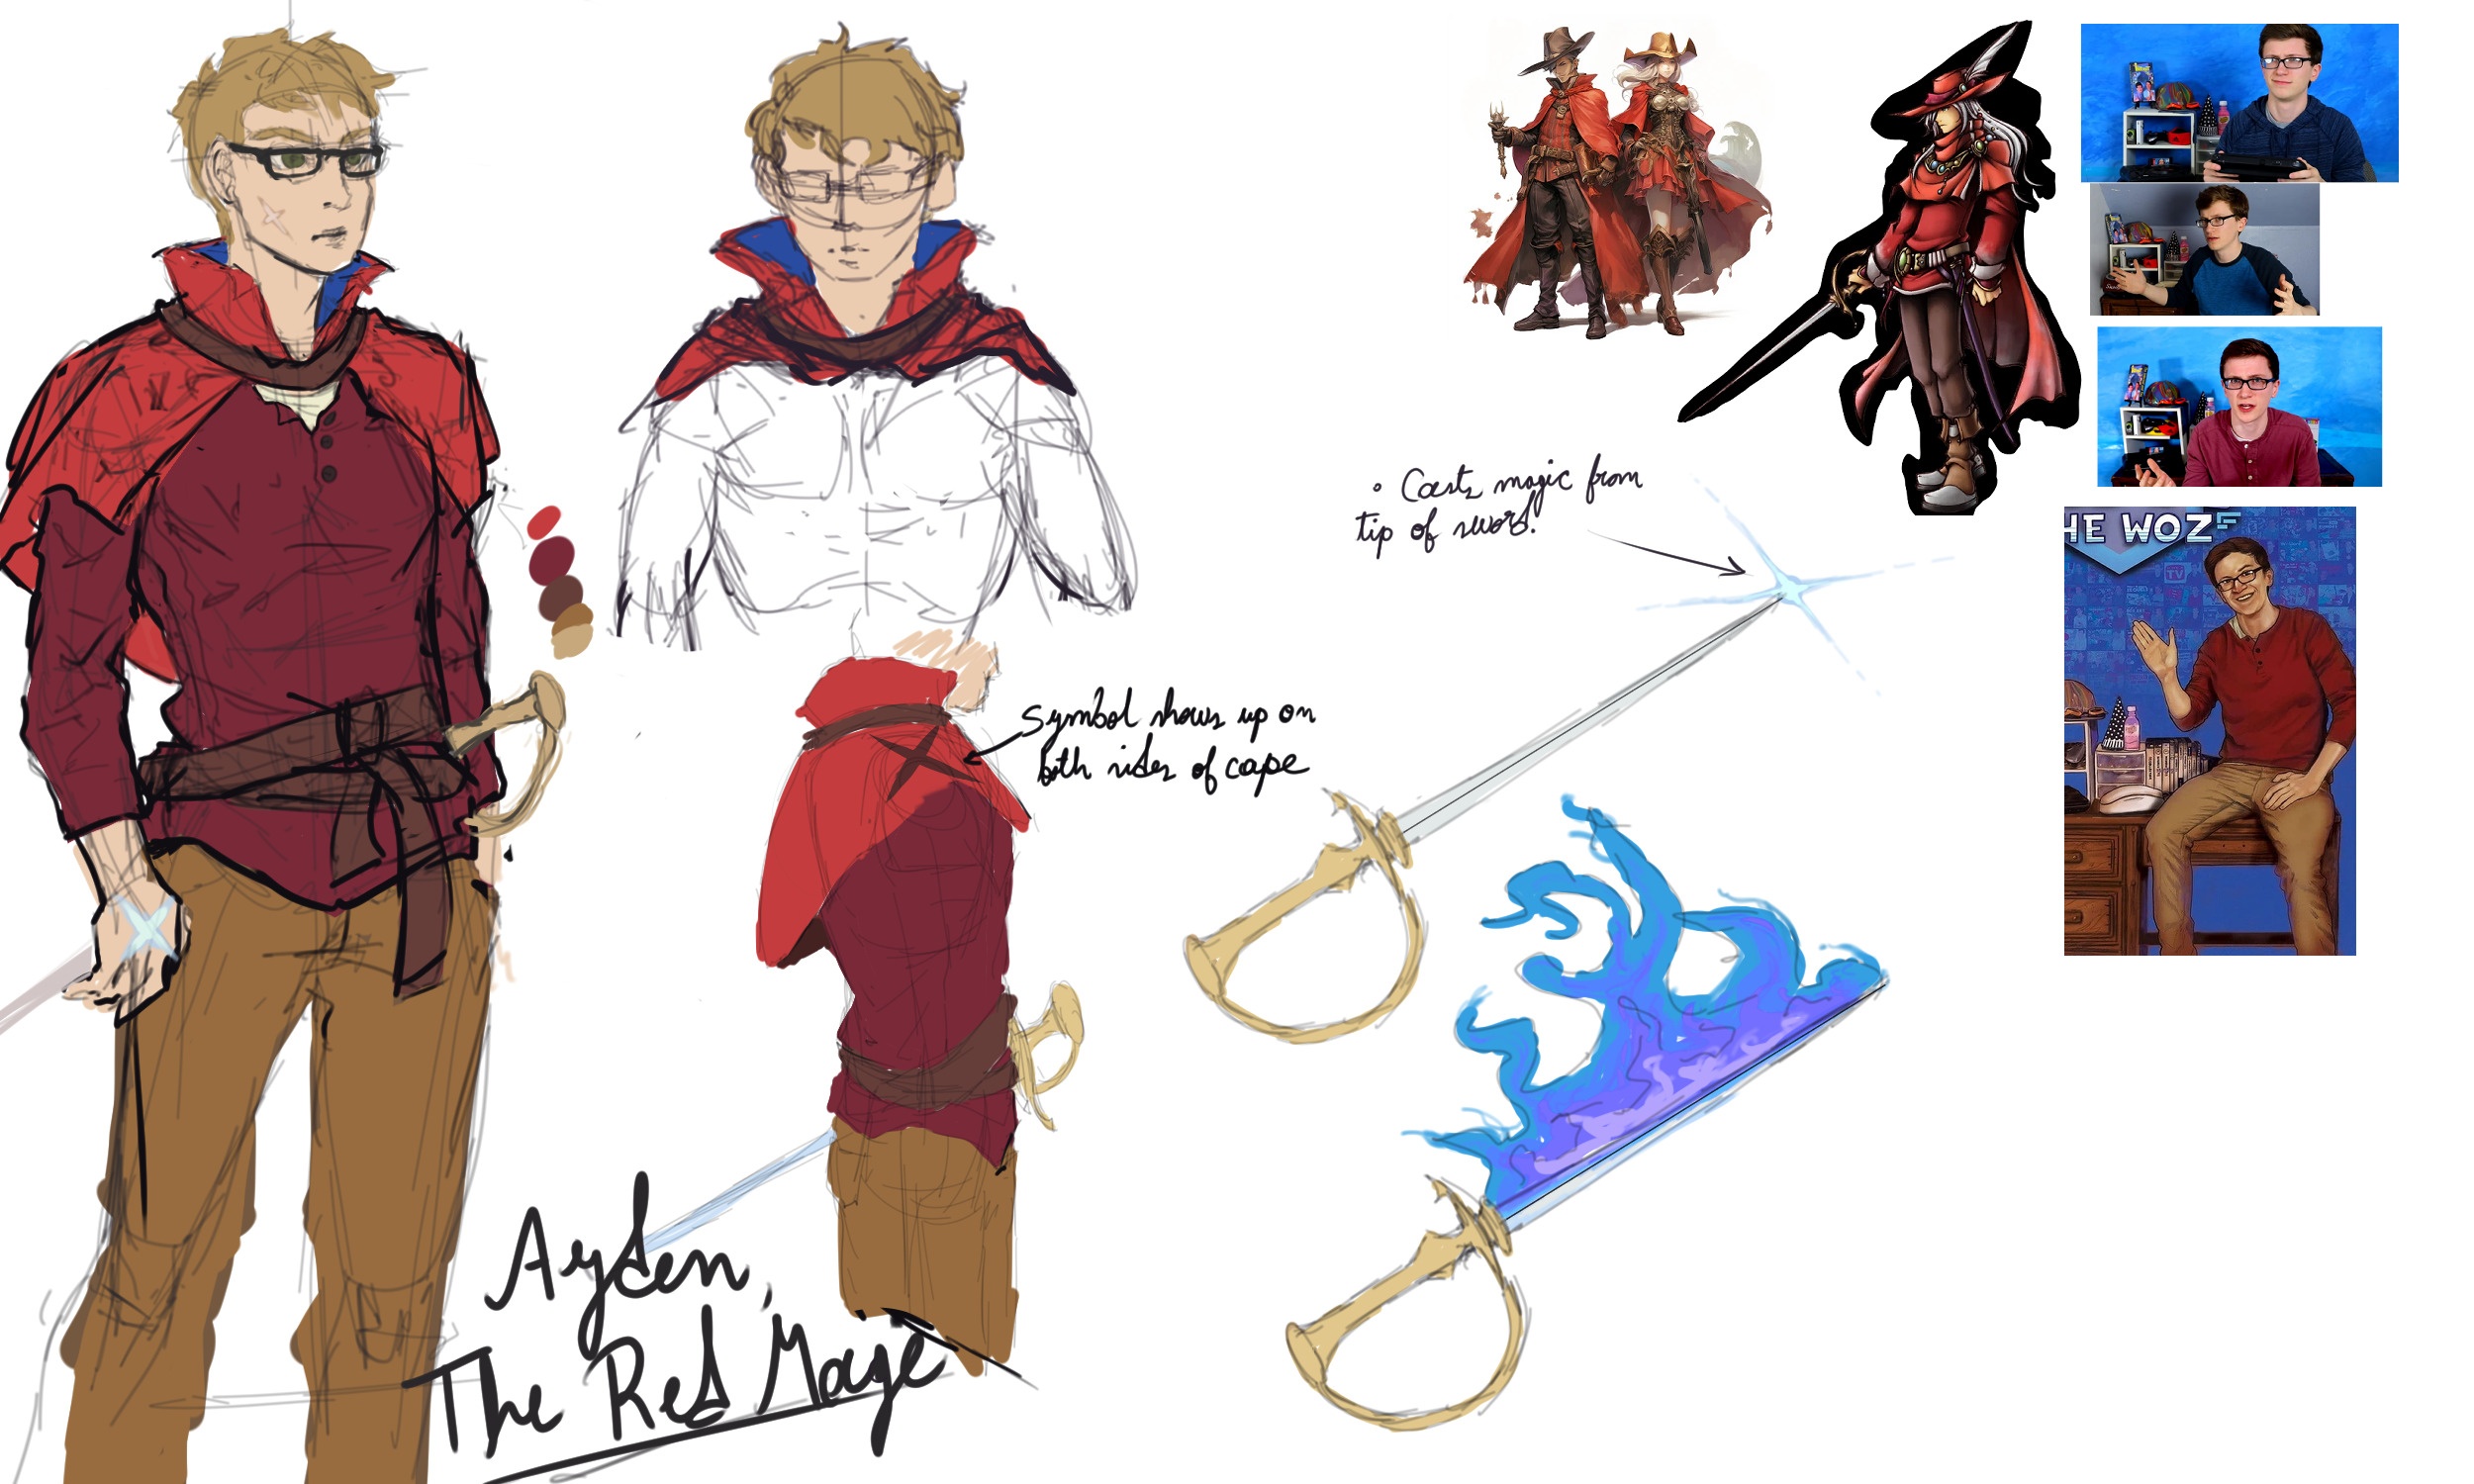 • Casts magic from
tip of sword.
Symbol shows up on
both sides of cape
Ayden,
The Red Mage
HE WOZ
TV